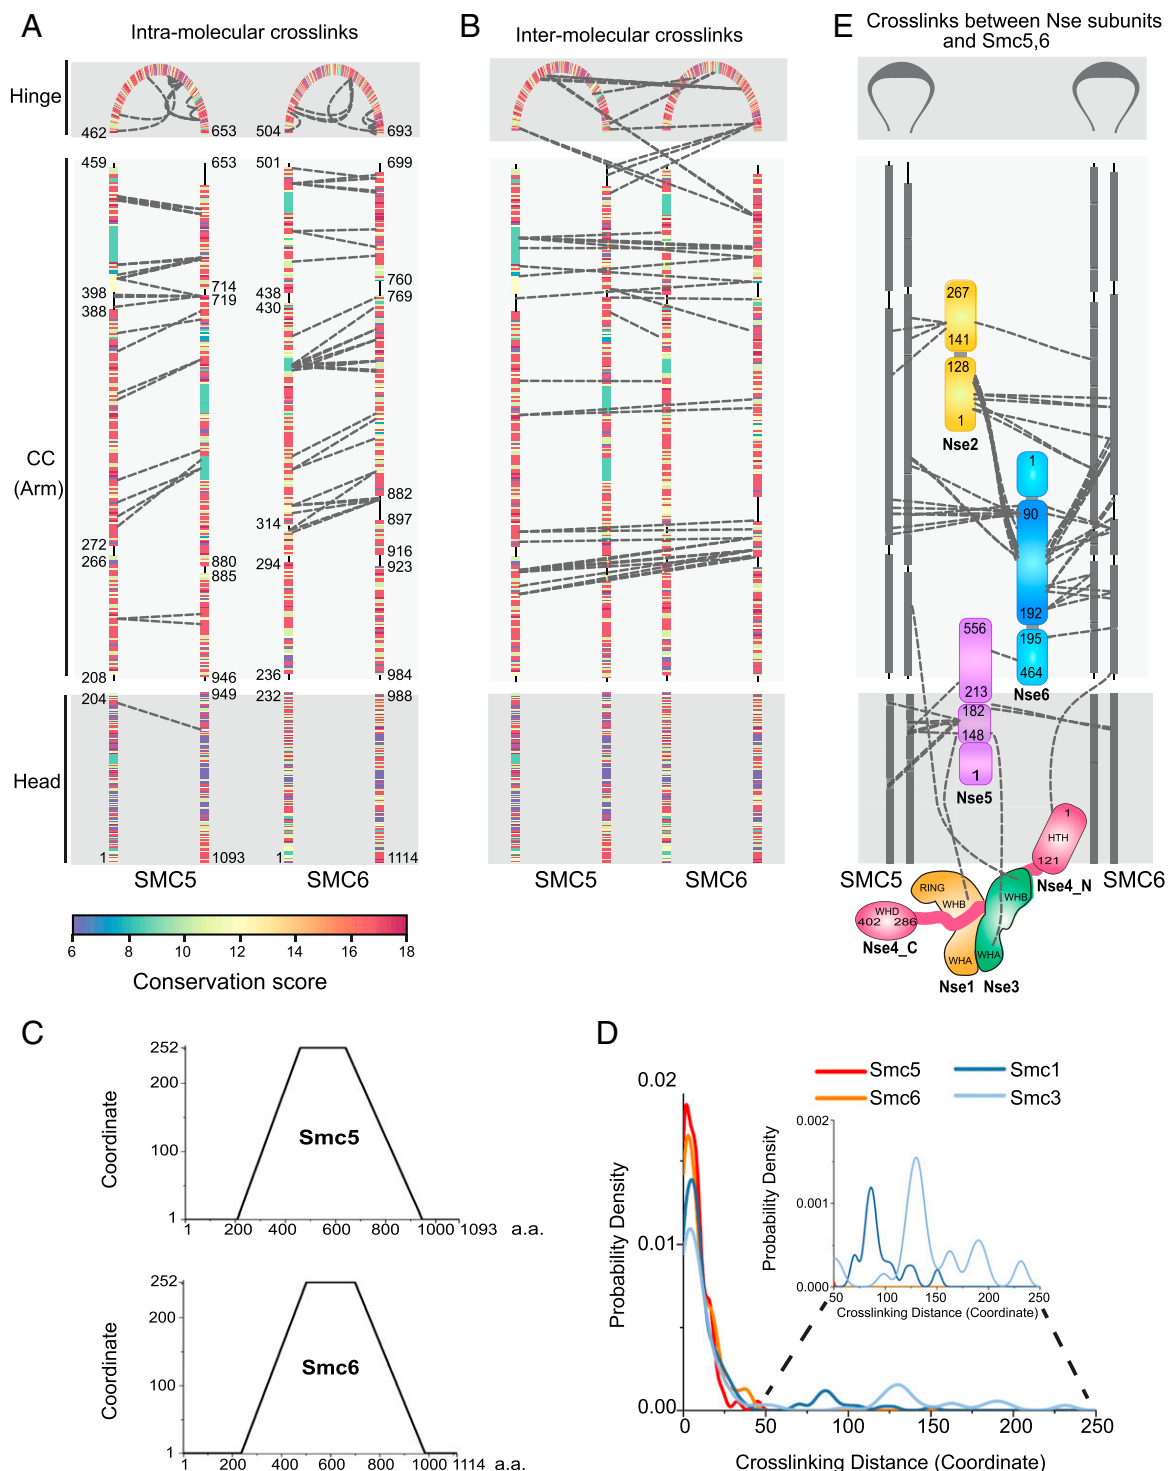 A
Intra-molecular crosslinks
Hinge
462
653
504
693
459
653
501
699
398
388
714
719
438
430
760
769
CC
(Arm)
272
266
880
885
314
294
882
897
916
923
208
204
946
949
236
232
984
988
Head
1
1093
1
1114
SMC5
SMC6
6
8
10
12
14
16
18
Conservation score
B
Inter-molecular crosslinks
SMC5
SMC6
E
Crosslinks between Nse subunits
and Smc5,6
267
141
128
1
Nse2
1
90
192
195
464
Nse6
556
213
182
148
1
Nse5
1
HTH
121
Nse4_N
SMC5
SMC6
RING
WHB
WHB
WHD
402
286
Nse4_C
WHA
WHA
Nse1
Nse3
C
252
200
100
1
Coordinate
Smc5
1
200
400
600
800
1000
1093
a.a.
252
200
100
1
Coordinate
Smc6
1
200
400
600
800
1000
1114
a.a.
D
Smc5
Smc1
Smc6
Smc3
0.02
0.01
0.00
Probability Density
0
50
100
150
200
250
Crosslinking Distance (Coordinate)
0.002
0.001
0.000
Probability Density
50
100
150
200
250
Crosslinking Distance (Coordinate)